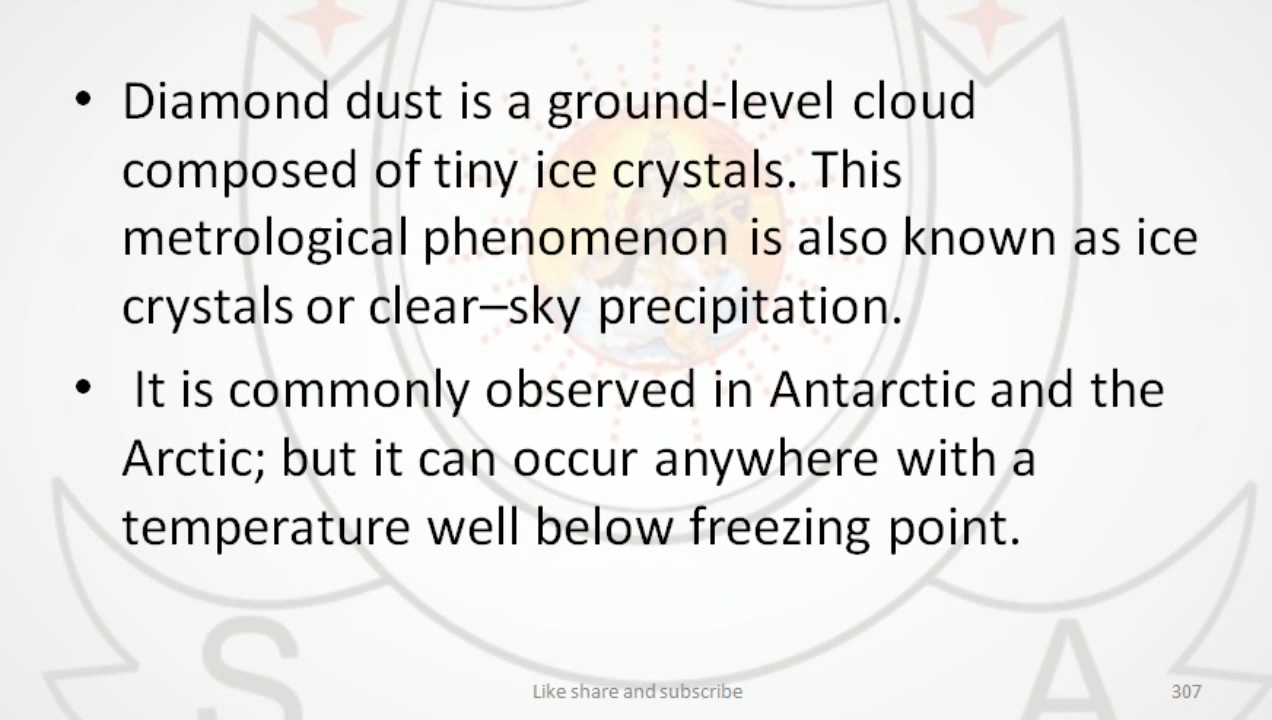 • Diamond dust is a ground-level cloud
composed of tiny ice crystals. This
metrological phenomenon is also known as ice
crystals or clear–sky precipitation.
• It is commonly observed in Antarctic and the
Arctic; but it can occur anywhere with a
temperature well below freezing point.
S A
Like share and subscribe 307